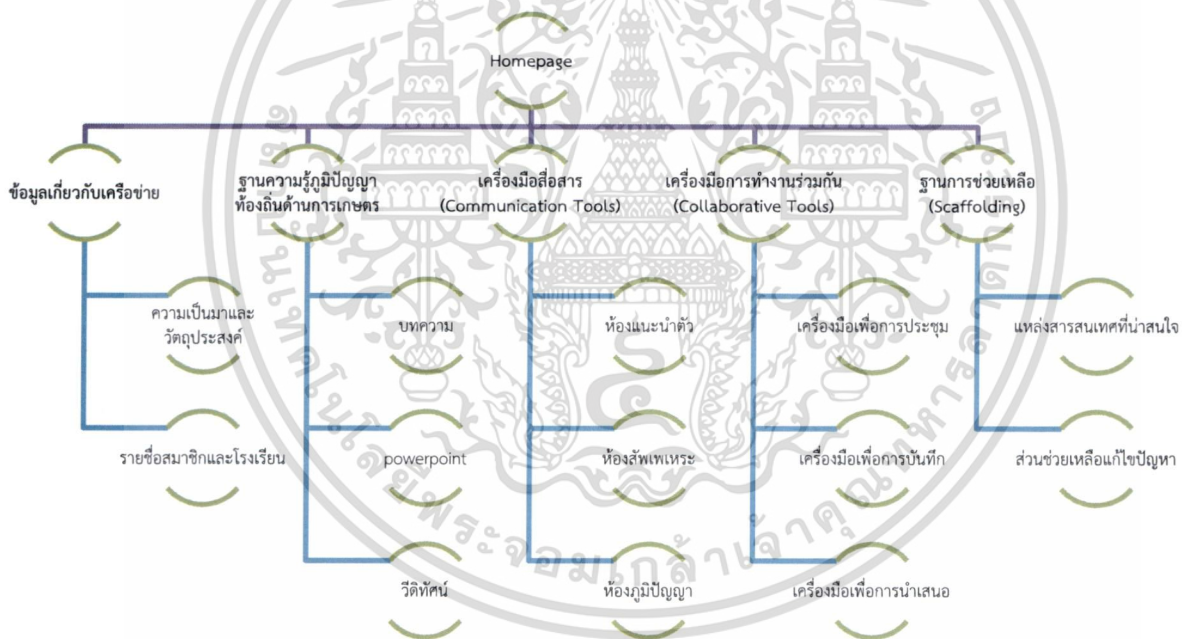 Homepage
ข้อมูลเกี่ยวกับเครือข่าย
ฐานความรู้ภูมิปัญญา
ท้องถิ่นด้านการเกษตร
เครื่องมือสื่อสาร
(Communication Tools)
เครื่องมือการทำงานร่วมกัน
(Collaborative Tools)
ฐานการช่วยเหลือ
(Scaffolding)
ความเป็นมาและ
วัตถุประสงค์
บทความ
ห้องแนะนำตัว
เครื่องมือเพื่อการประชุม
แหล่งสารสนเทศที่น่าสนใจ
รายชื่อสมาชิกและโรงเรียน
powerpoint
ห้องสัพเพเหระ
เครื่องมือเพื่อการบันทึก
ส่วนช่วยเหลือแก้ไขปัญหา
วีดิทัศน์
ห้องภูมิปัญญา
เครื่องมือเพื่อการนำเสนอ